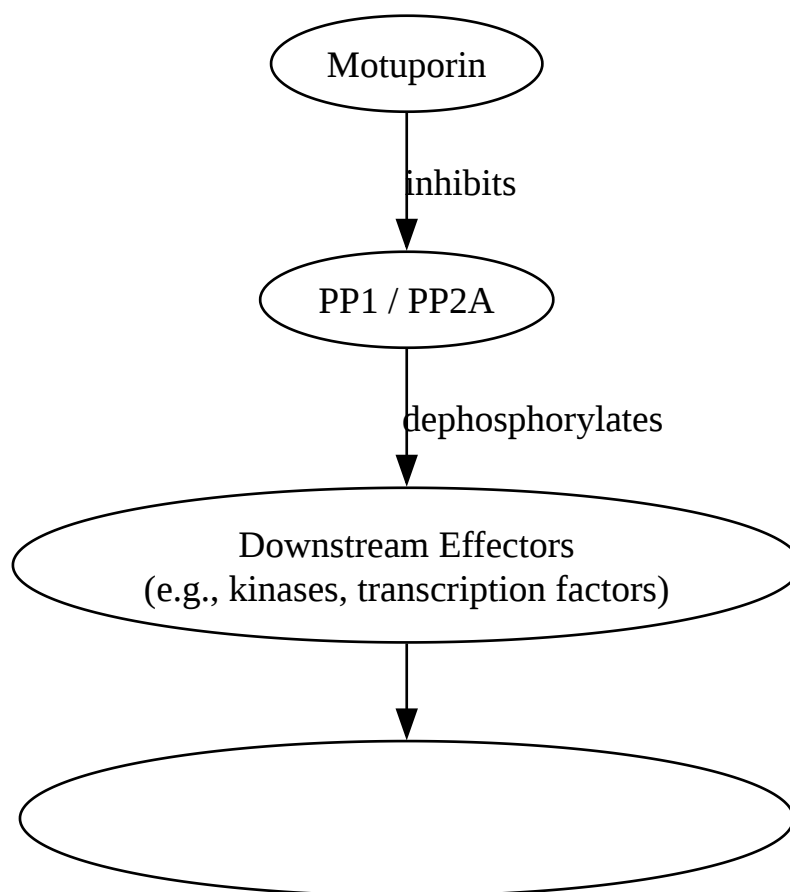 Motuporin
inhibits
PP1 / PP2A
dephosphorylates
Downstream Effectors
(e.g., kinases, transcription factors)